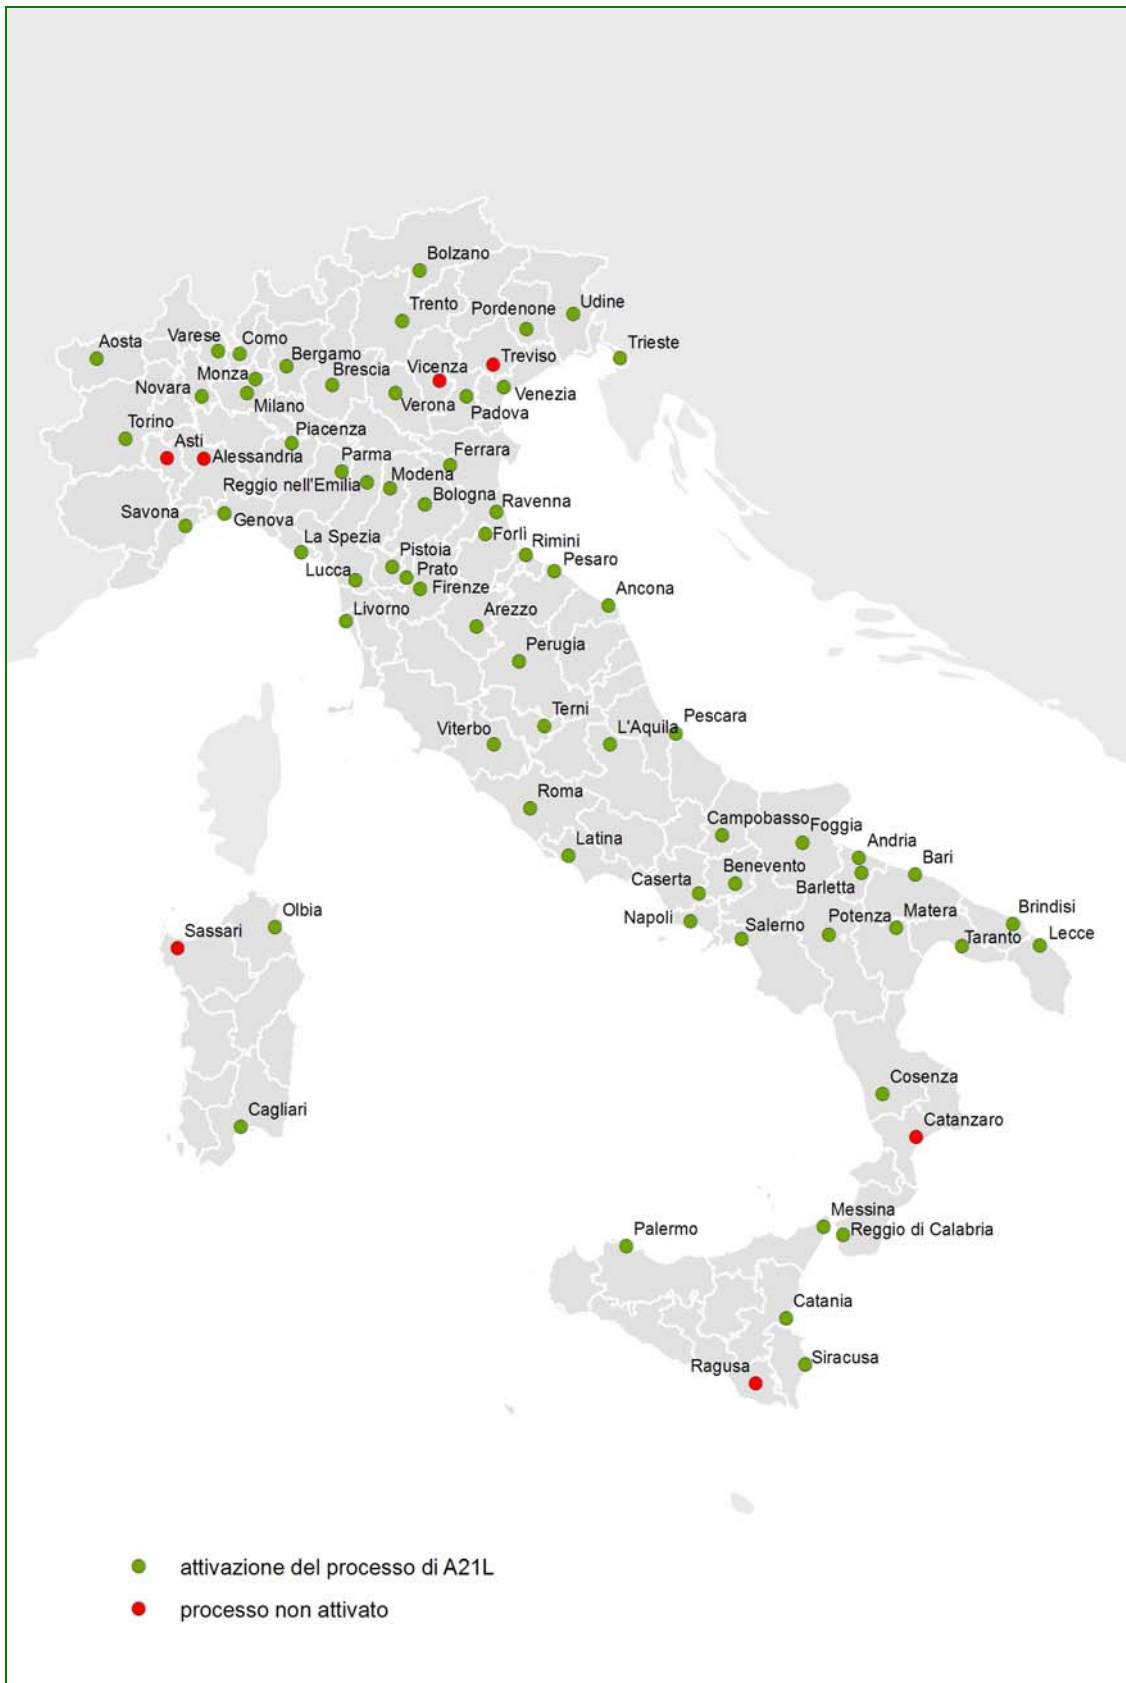 Bolzano
Trento
Pordenone
Udine
Aosta
Varese
Como
Bergamo
Vicenza
Treviso
Trieste
Monza
Brescia
Novara
Milano
Verona
Padova
Venezia
Torino
Asti
Piacenza
Alessandria
Parma
Ferrara
Reggio nell'Emilia
Modena
Bologna
Ravenna
Savona
Genova
Forlì
La Spezia
Pistoia
Rimini
Pesaro
Lucca
Prato
Firenze
Ancona
Livorno
Arezzo
Perugia
Terni
Viterbo
L'Aquila
Pescara
Roma
Campobasso
Foggia
Latina
Andria
Benevento
Bari
Caserta
Barletta
Olbia
Napoli
Salerno
Potenza
Matera
Brindisi
Sassari
Taranto
Lecce
Cosenza
Cagliari
Catanzaro
Messina
Palermo
Reggio di Calabria
Catania
Siracusa
Ragusa
attivazione del processo di A21L
processo non attivato